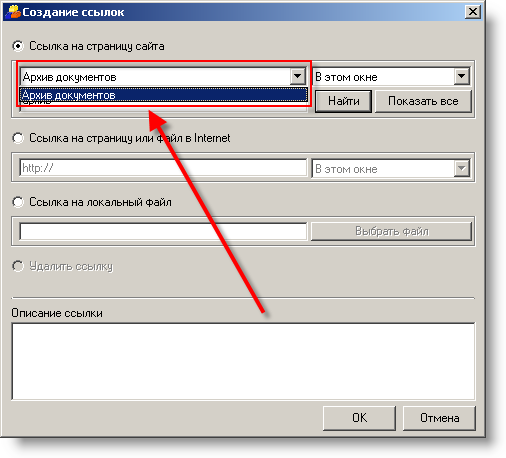 Создание ссылок
Ссылка на страницу сайта
Архив документов
В этом окне
Архив документов
Найти
Показать все
Ссылка на страницу или файл в Internet
http://
В этом окне
Ссылка на локальный файл
Выбрать файл
Удалить ссылку
Описание ссылки
OK
Отмена